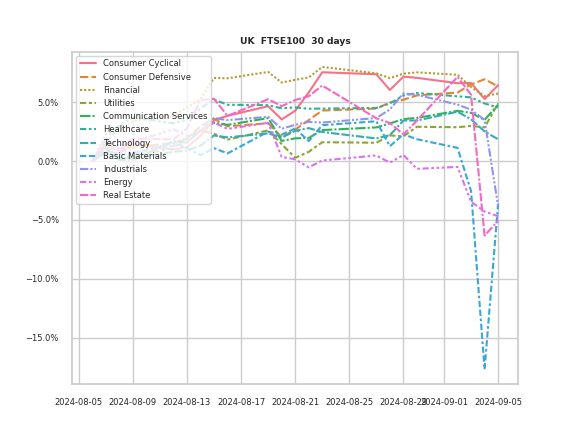 UK FTSE100 30 days
Consumer Cyclical
Consumer Defensive
Financial
Utilities
Communication Services
Healthcare
Technology
Basic Materials
Industrials
Energy
Real Estate
5.0%
0.0%
−5.0%
−10.0%
−15.0%
2024-08-05 2024-08-09 2024-08-13 2024-08-17 2024-08-21 2024-08-25 2024-08-29 2024-09-01 2024-09-05